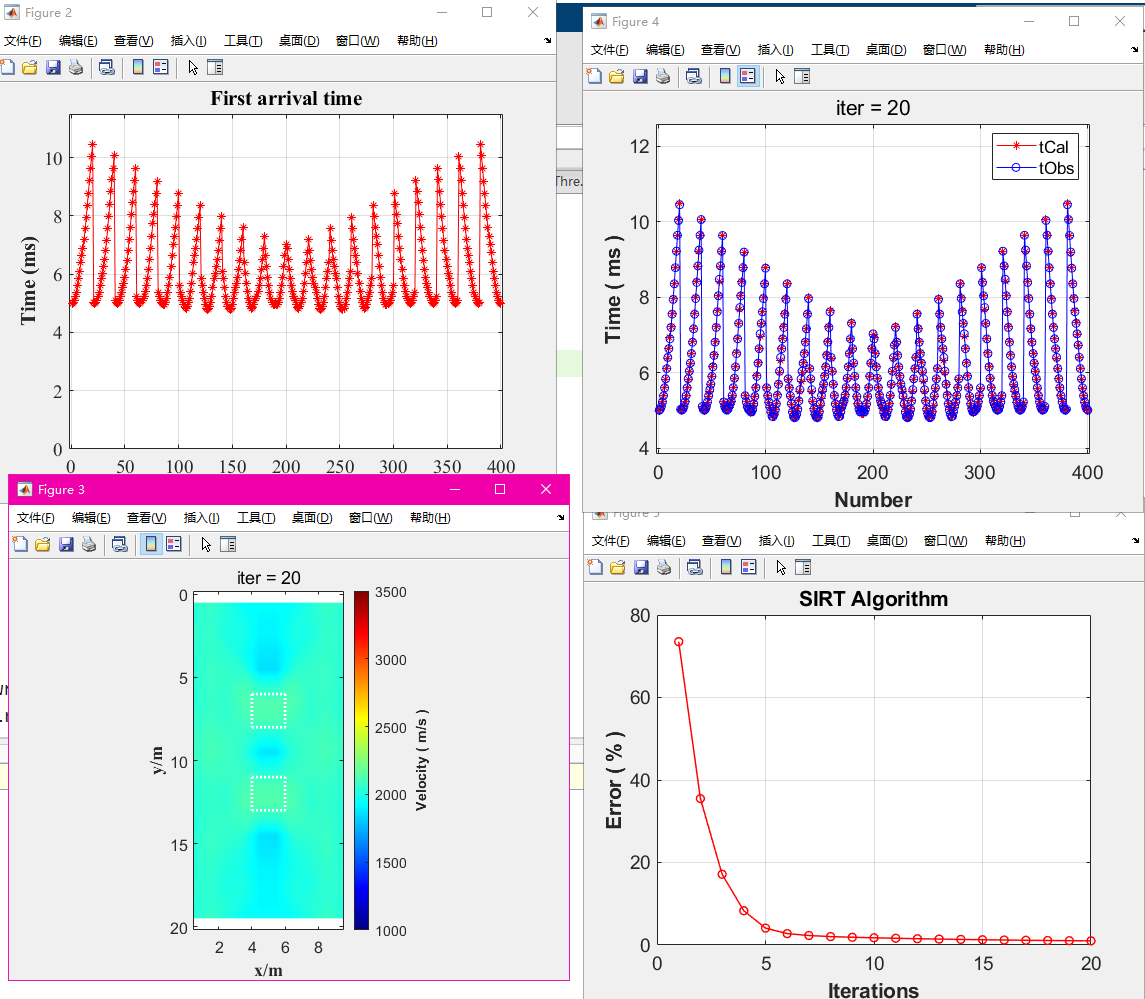 Figure 2
文件(F) 编辑(E) 查看(V) 插入(I) 工具(T) 桌面(D) 窗口(W) 帮助(H)
First arrival time
Time (ms)
10
8
6
4
2
0
0 50 100 150 200 250 300 350 400
Figure 4
文件(F) 编辑(E) 查看(V) 插入(I) 工具(T) 桌面(D) 窗口(W) 帮助(H)
Thre.
iter = 20
tCal
tObs
Time ( ms )
12
10
8
6
4
0 100 200 300 400
Number
Figure 3
文件(F) 编辑(E) 查看(V) 插入(I) 工具(T) 桌面(D) 窗口(W) 帮助(H)
iter = 20
y/m
0
5
10
15
20
2 4 6 8
x/m
3500
3000
2500
2000
1500
1000
Velocity ( m/s )
文件(F) 编辑(E) 查看(V) 插入(I) 工具(T) 桌面(D) 窗口(W) 帮助(H)
SIRT Algorithm
Error ( % )
80
60
40
20
0
0 5 10 15 20
Iterations